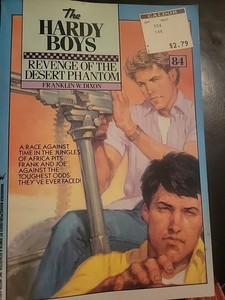 The
HARDY
BOYS
CALDOR
$2.79
REVENGE OF THE
DESERT PHANTOM
84
FRANKLIN W. DIXON
A RACE AGAINST
TIME IN THE JUNGLES
OF AFRICA PITS
FRANK AND JOE
AGAINST THE
TOUGHEST ODDS
THEY'VE EVER FACED!